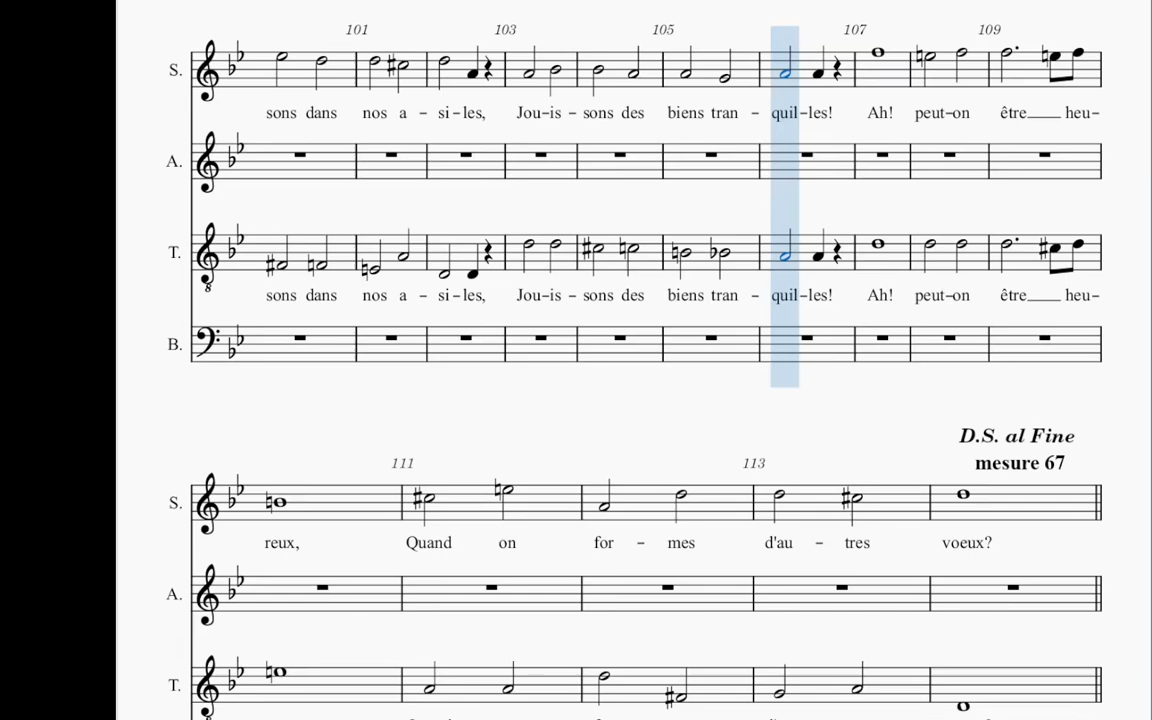 101 103 105 107 109
S.
sons dans nos a – si – les, Jou – is – sons des biens tran – quil – les! Ah! peut – on être heu –
A.
T.
8
sons dans nos a – si – les, Jou – is – sons des biens tran – quil – les! Ah! peut – on être heu –
B.
D.S. al Fine
111 113 mesure 67
S.
reux, Quand on for – mes d'au – tres voeux?
A.
T.